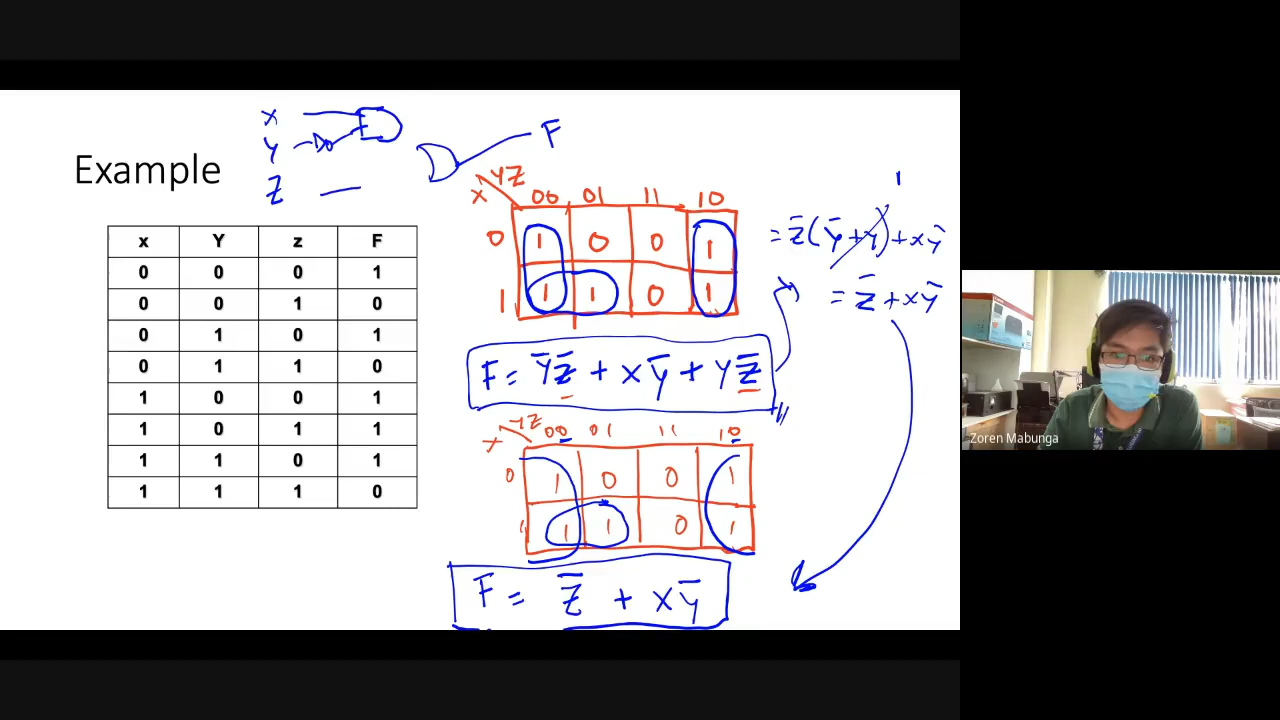 Example
X
Y
Z
F
x Y z F
0 0 0 1
0 0 1 0
0 1 0 1
0 1 1 0
1 0 0 1
1 0 1 1
1 1 0 1
1 1 1 0
X YZ
00 01 11 10
0 1 0 0 1
1 1 1 0 1
F = Y̅Z̅ + XY̅ + YZ̅
1
= Z̅(Y̅+Y)+XY̅
= Z̅+XY̅
X YZ
00 01 11 10
0 1 0 0 1
1 1 1 0 1
F = Z̅ + XY̅
Zoren Mabunga